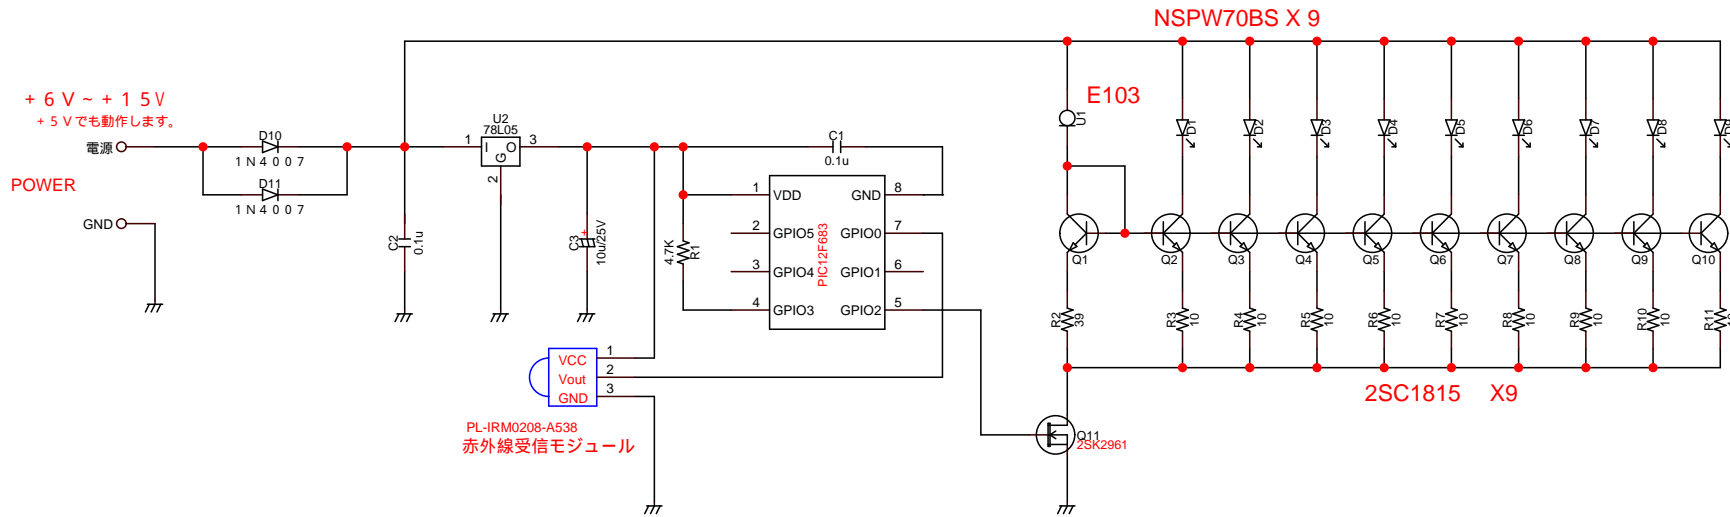 NSPW70BS X 9
+6V~+15V
+5Vでも動作します。
電源
POWER
GND
D10
1N4007
D11
1N4007
C2
0.1u
U2
78L05
1
I
O
3
G
2
C3
+
10u/25V
4.7K
R1
C1
0.1u
1
VDD
GND
8
2
GPIO5
GPIO0
7
3
GPIO4
GPIO1
6
4
GPIO3
GPIO2
5
PIC12F683
VCC
1
Vout
2
GND
3
PL-IRM0208-A538
赤外線受信モジュール
E103
U1
D1
D2
D3
D4
D5
D6
D7
D8
D9
Q1
Q2
Q3
Q4
Q5
Q6
Q7
Q8
Q9
Q10
R2
39
R3
10
R4
10
R5
10
R6
10
R7
10
R8
10
R9
10
R10
10
R11
10
2SC1815 X9
Q11
2SK2961